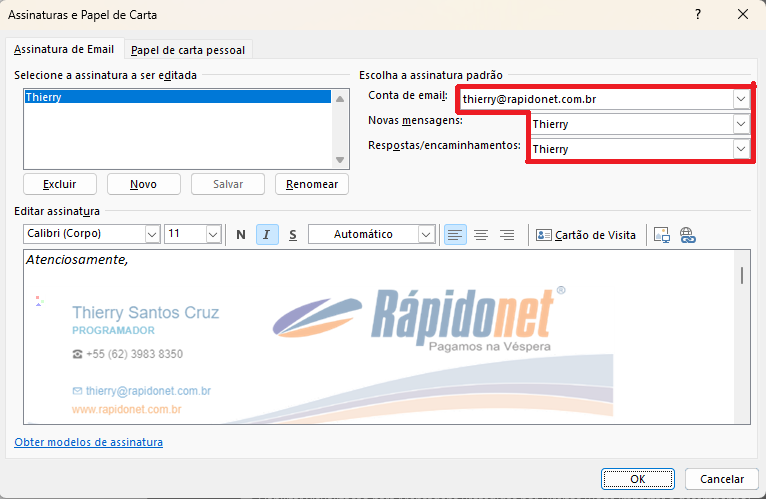 Assinaturas e Papel de Carta
?
Assinatura de Email
Papel de carta pessoal
Selecione a assinatura a ser editada
Thierry
Excluir
Novo
Salvar
Renomear
Escolha a assinatura padrão
Conta de email: thierry@rapidonet.com.br
Novas mensagens: Thierry
Respostas/encaminhamentos: Thierry
Editar assinatura
Calibri (Corpo) 11 N I S Automático Cartão de Visita
Atenciosamente,
Thierry Santos Cruz
PROGRAMADOR
+55 (62) 3983 8350
thierry@rapidonet.com.br
www.rapidonet.com.br
Rápidonet®
Pagamos na Véspera
Obter modelos de assinatura
OK
Cancelar